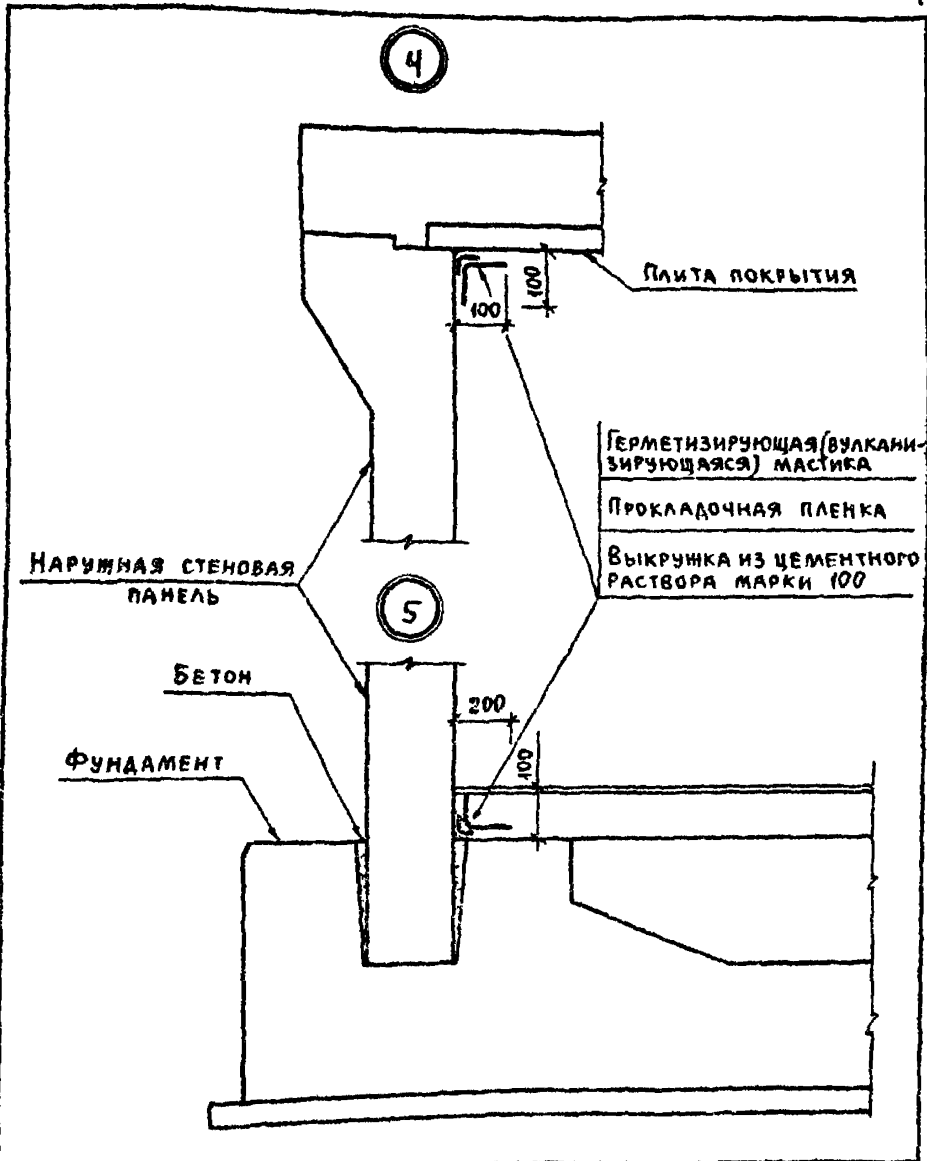 4
Плита покрытия
100
100
Герметизирующая (вулкани-
зирующаяся) мастика
Прокладочная пленка
Выкружка из цементного
раствора марки 100
Наружная стеновая
панель
5
Бетон
200
100
Фундамент